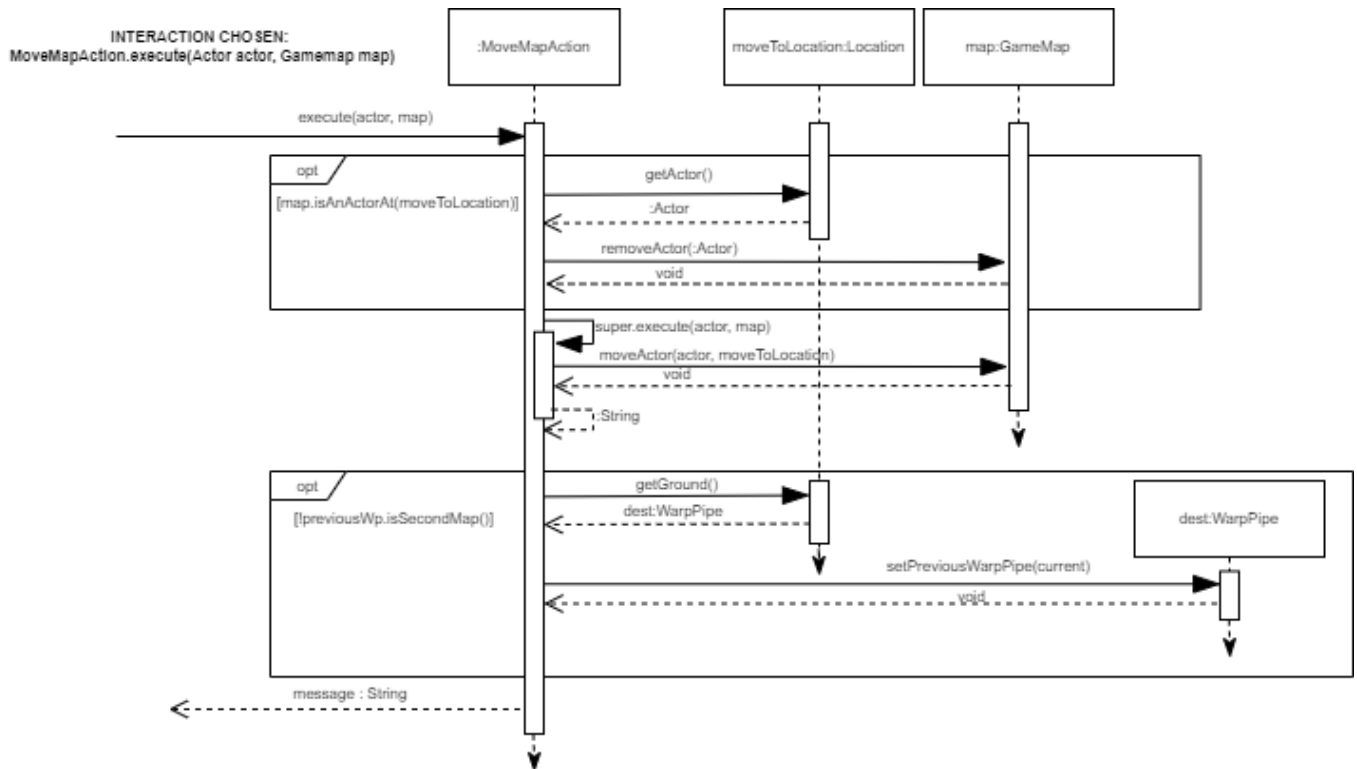 INTERACTION CHOSEN:
MoveMapAction.execute(Actor actor, Gamemap map)
:MoveMapAction
moveToLocation:Location
map:GameMap
execute(actor, map)
opt
[map.isAnActorAt(moveToLocation)]
getActor()
:Actor
removeActor(:Actor)
void
super.execute(actor, map)
moveActor(actor, moveToLocation)
void
:String
opt
[!previousWp.isSecondMap()]
getGround()
dest:WarpPipe
dest:WarpPipe
setPreviousWarpPipe(current)
void
message : String